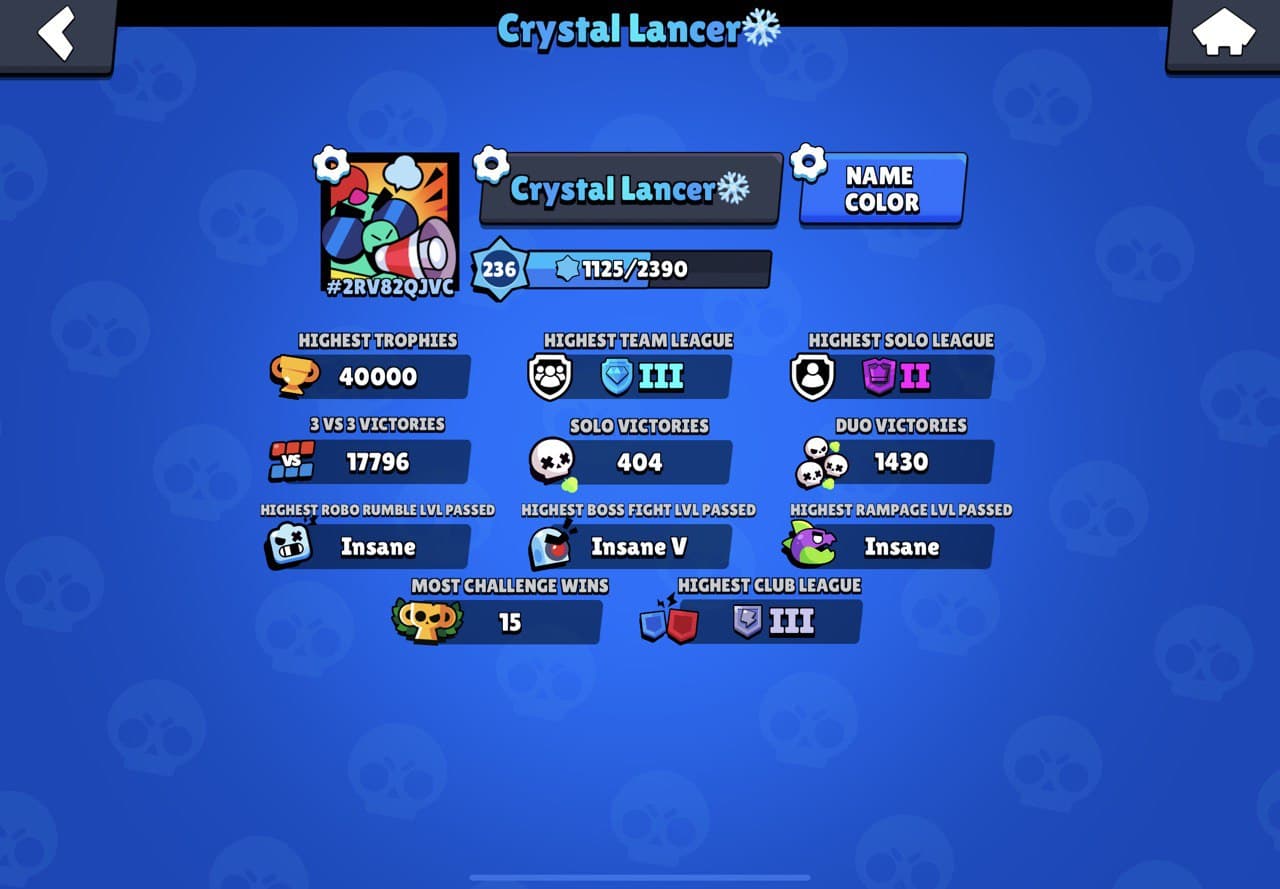 Crystal Lancer❄
Crystal Lancer❄
NAME
COLOR
#2RV82QJVC
236
1125/2390
HIGHEST TROPHIES
HIGHEST TEAM LEAGUE
HIGHEST SOLO LEAGUE
40000
III
II
3 VS 3 VICTORIES
SOLO VICTORIES
DUO VICTORIES
VS
17796
404
1430
HIGHEST ROBO RUMBLE LVL PASSED
HIGHEST BOSS FIGHT LVL PASSED
HIGHEST RAMPAGE LVL PASSED
Insane
Insane V
Insane
MOST CHALLENGE WINS
HIGHEST CLUB LEAGUE
15
III